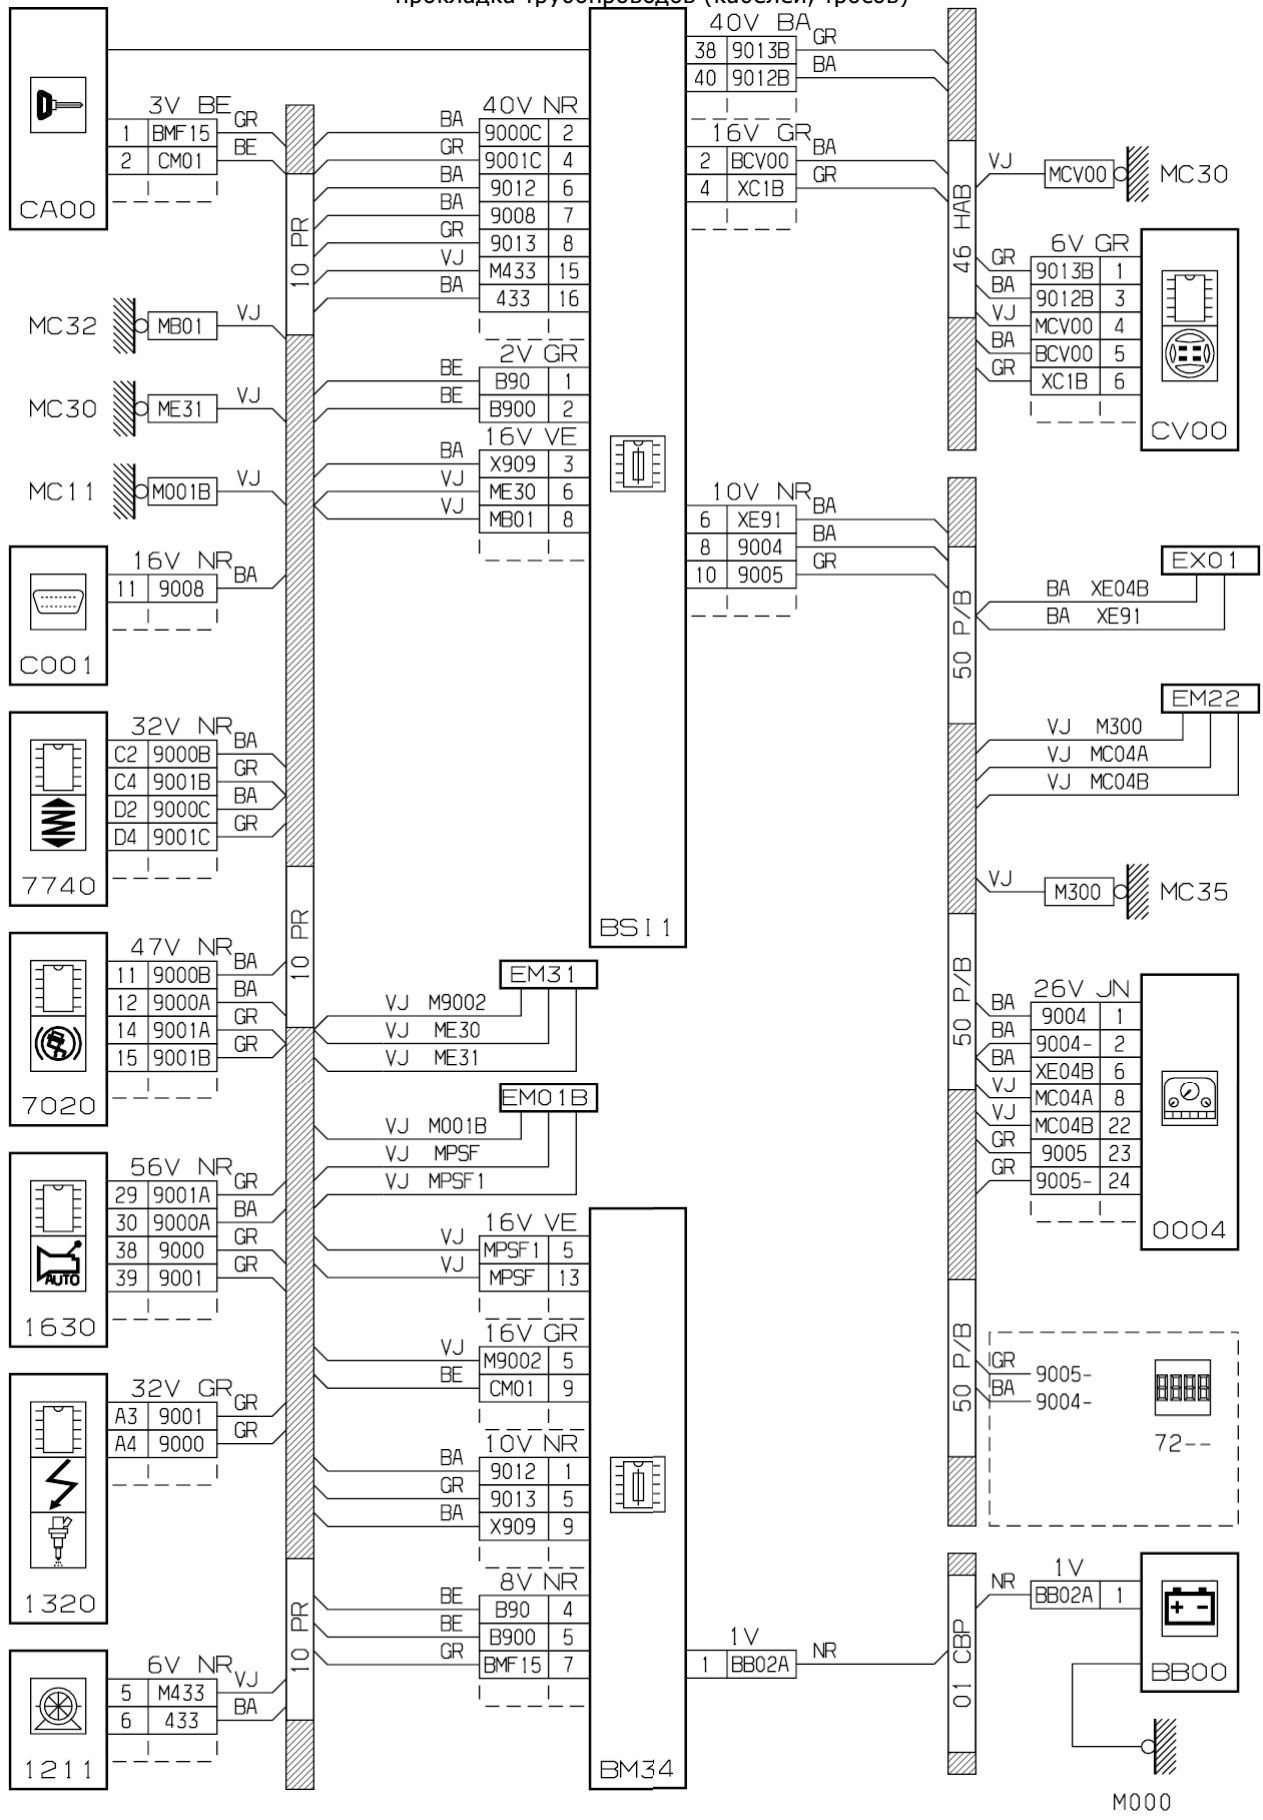 прокладка трубопроводов (кабелей, тросов)
CA00
3V BE
1 BMF15 GR
2 CM01 BE
10 PR
MC32 MB01 VJ
MC30 ME31 VJ
MC11 M001B VJ
C001
16V NR
11 9008 BA
7740
32V NR
C2 9000B BA
C4 9001B GR
D2 9000C BA
D4 9001C GR
10 PR
7020
47V NR
11 9000B BA
12 9000A BA
14 9001A GR
15 9001B GR
1630
AUTO
56V NR
29 9001A GR
30 9000A BA
38 9000 GR
39 9001 GR
1320
32V GR
A3 9001 GR
A4 9000 GR
10 PR
1211
6V NR
5 M433 VJ
6 433 BA
BSI1
40V NR
BA 9000C 2
GR 9001C 4
BA 9012 6
BA 9008 7
GR 9013 8
VJ M433 15
BA 433 16
2V GR
BE B90 1
BE B900 2
16V VE
BA X909 3
VJ ME30 6
VJ MB01 8
EM31
VJ M9002
VJ ME30
VJ ME31
EM01B
VJ M001B
VJ MPSF
VJ MPSF1
BM34
16V VE
VJ MPSF1 5
VJ MPSF 13
16V GR
VJ M9002 5
BE CM01 9
10V NR
BA 9012 1
GR 9013 5
BA X909 9
8V NR
BE B90 4
BE B900 5
GR BMF15 7
40V BA
38 9013B GR
40 9012B BA
16V GR
2 BCV00 BA
4 XC1B GR
10V NR
6 XE91 BA
8 9004 BA
10 9005 GR
1V
1 BB02A NR
46 HAB
VJ MCV00 MC30
CV00
6V GR
GR 9013B 1
BA 9012B 3
VJ MCV00 4
BA BCV00 5
GR XC1B 6
50 P/B
EX01
BA XE04B
BA XE91
EM22
VJ M300
VJ MC04A
VJ MC04B
VJ M300 MC35
50 P/B
0004
26V JN
BA 9004 1
BA 9004- 2
BA XE04B 6
VJ MC04A 8
VJ MC04B 22
GR 9005 23
GR 9005- 24
50 P/B
GR 9005-
BA 9004-
72--
01 CBP
1V
NR BB02A 1
BB00
M000